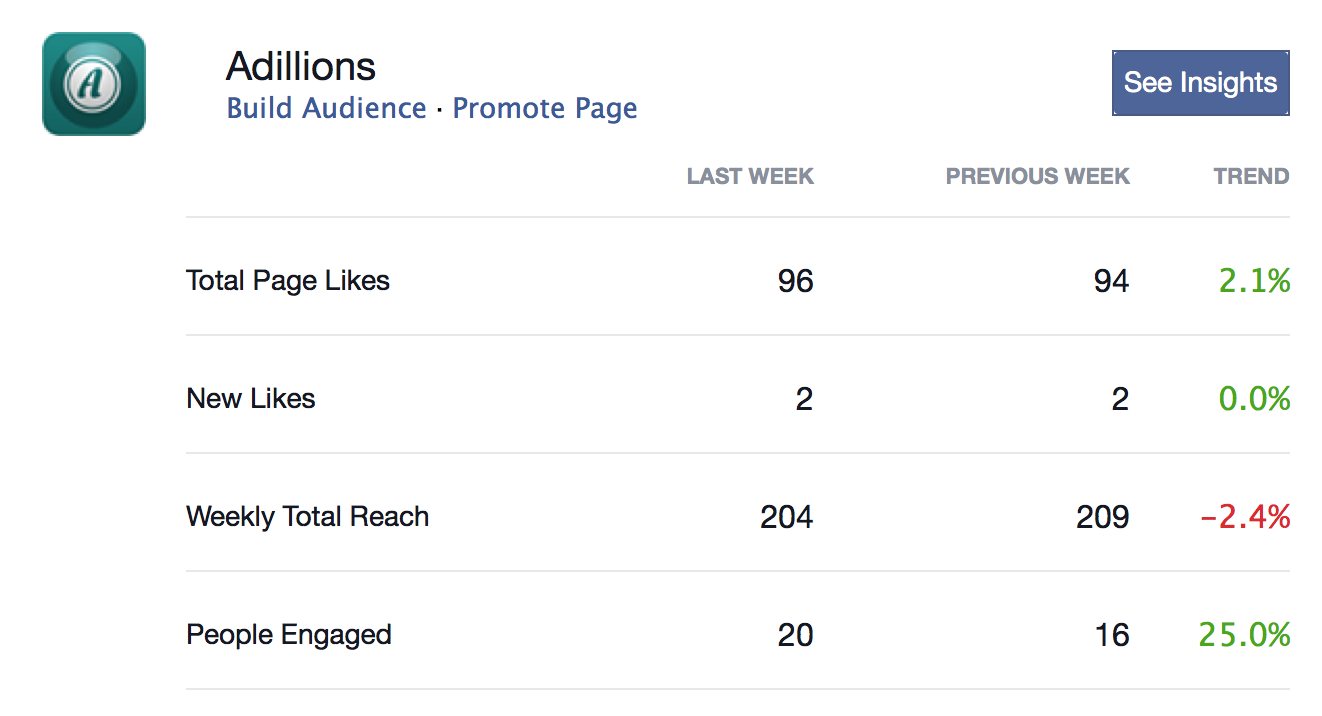 A
Adillions
Build Audience · Promote Page
See Insights
LAST WEEK PREVIOUS WEEK TREND
Total Page Likes 96 94 2.1%
New Likes 2 2 0.0%
Weekly Total Reach 204 209 -2.4%
People Engaged 20 16 25.0%